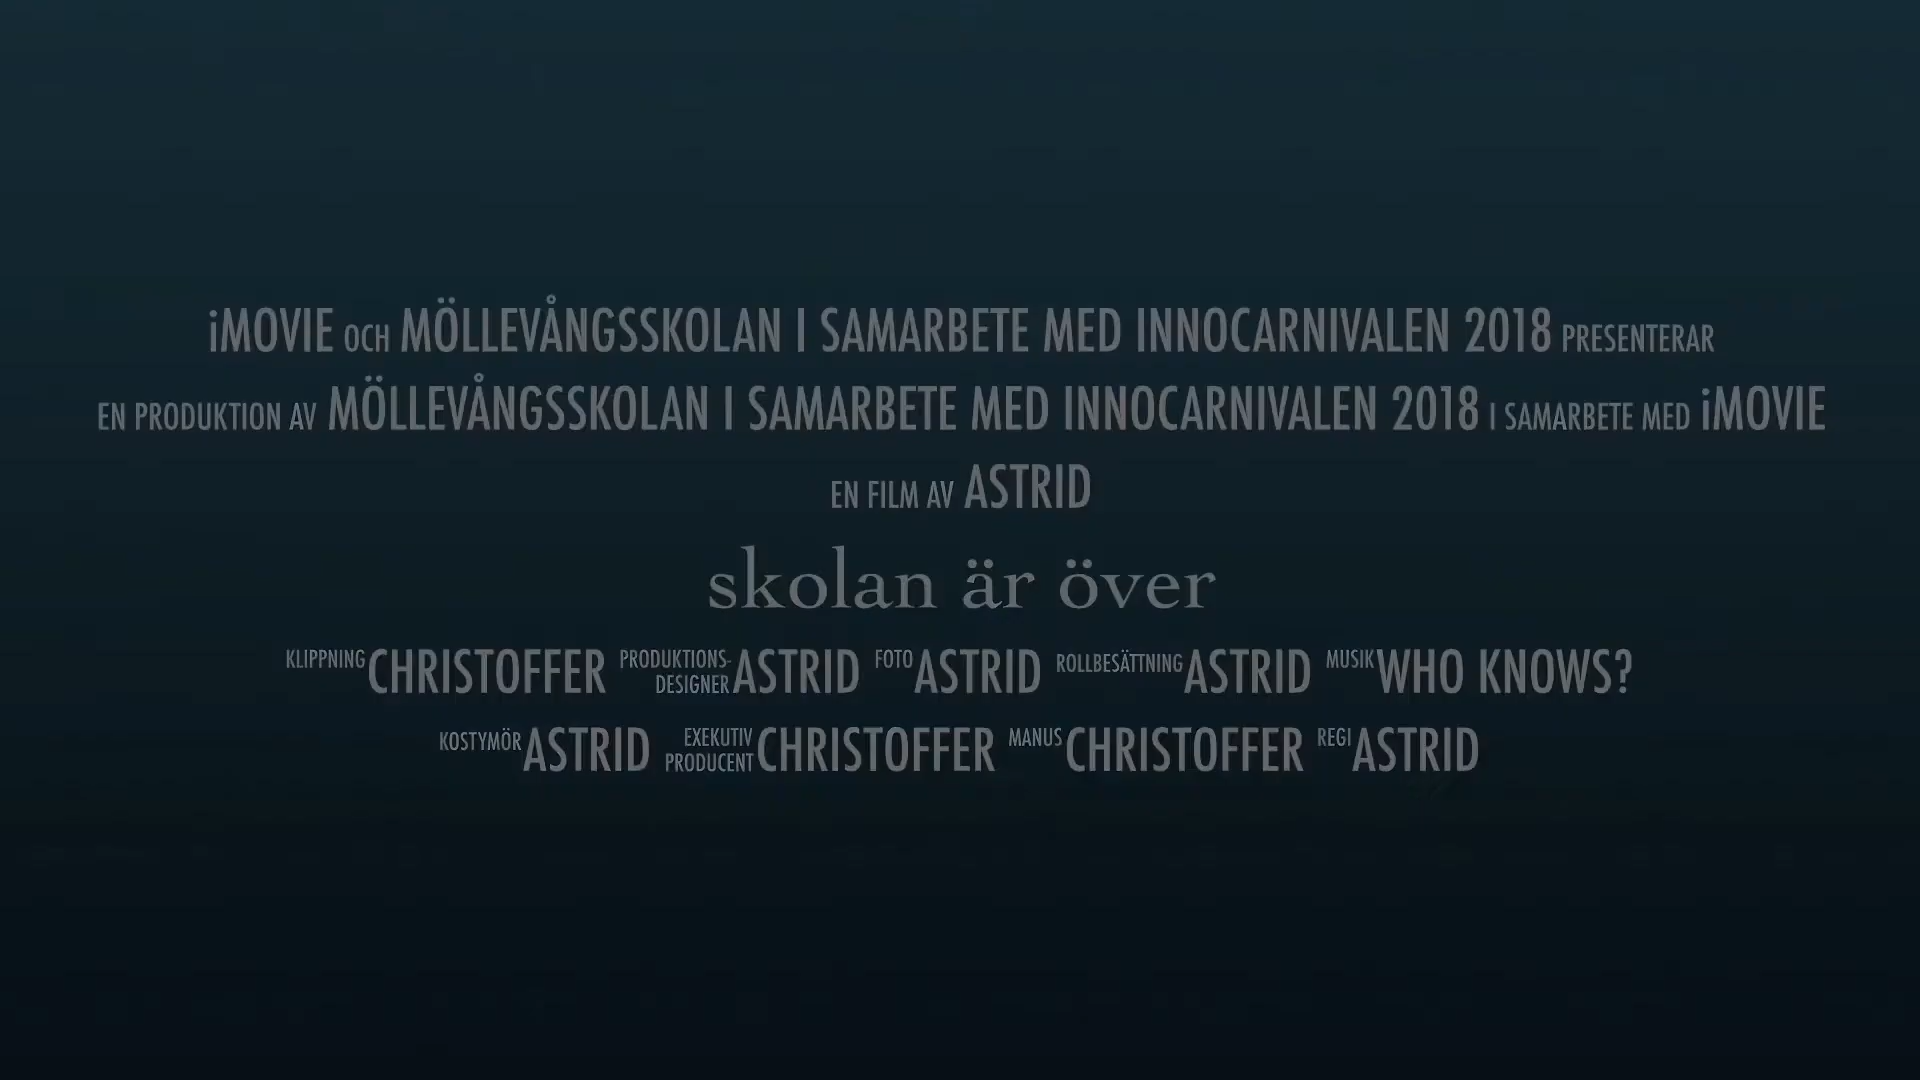 iMOVIE OCH MÖLLEVÅNGSSKOLAN I SAMARBETE MED INNOCARNIVALEN 2018 PRESENTERAR
EN PRODUKTION AV MÖLLEVÅNGSSKOLAN I SAMARBETE MED INNOCARNIVALEN 2018 I SAMARBETE MED iMOVIE
EN FILM AV ASTRID
skolan är över
KLIPPNING CHRISTOFFER PRODUKTIONS-DESIGNER ASTRID FOTO ASTRID ROLLBESÄTTNING ASTRID MUSIK WHO KNOWS?
KOSTYMÖR ASTRID EXEKUTIV PRODUCENT CHRISTOFFER MANUS CHRISTOFFER REGI ASTRID